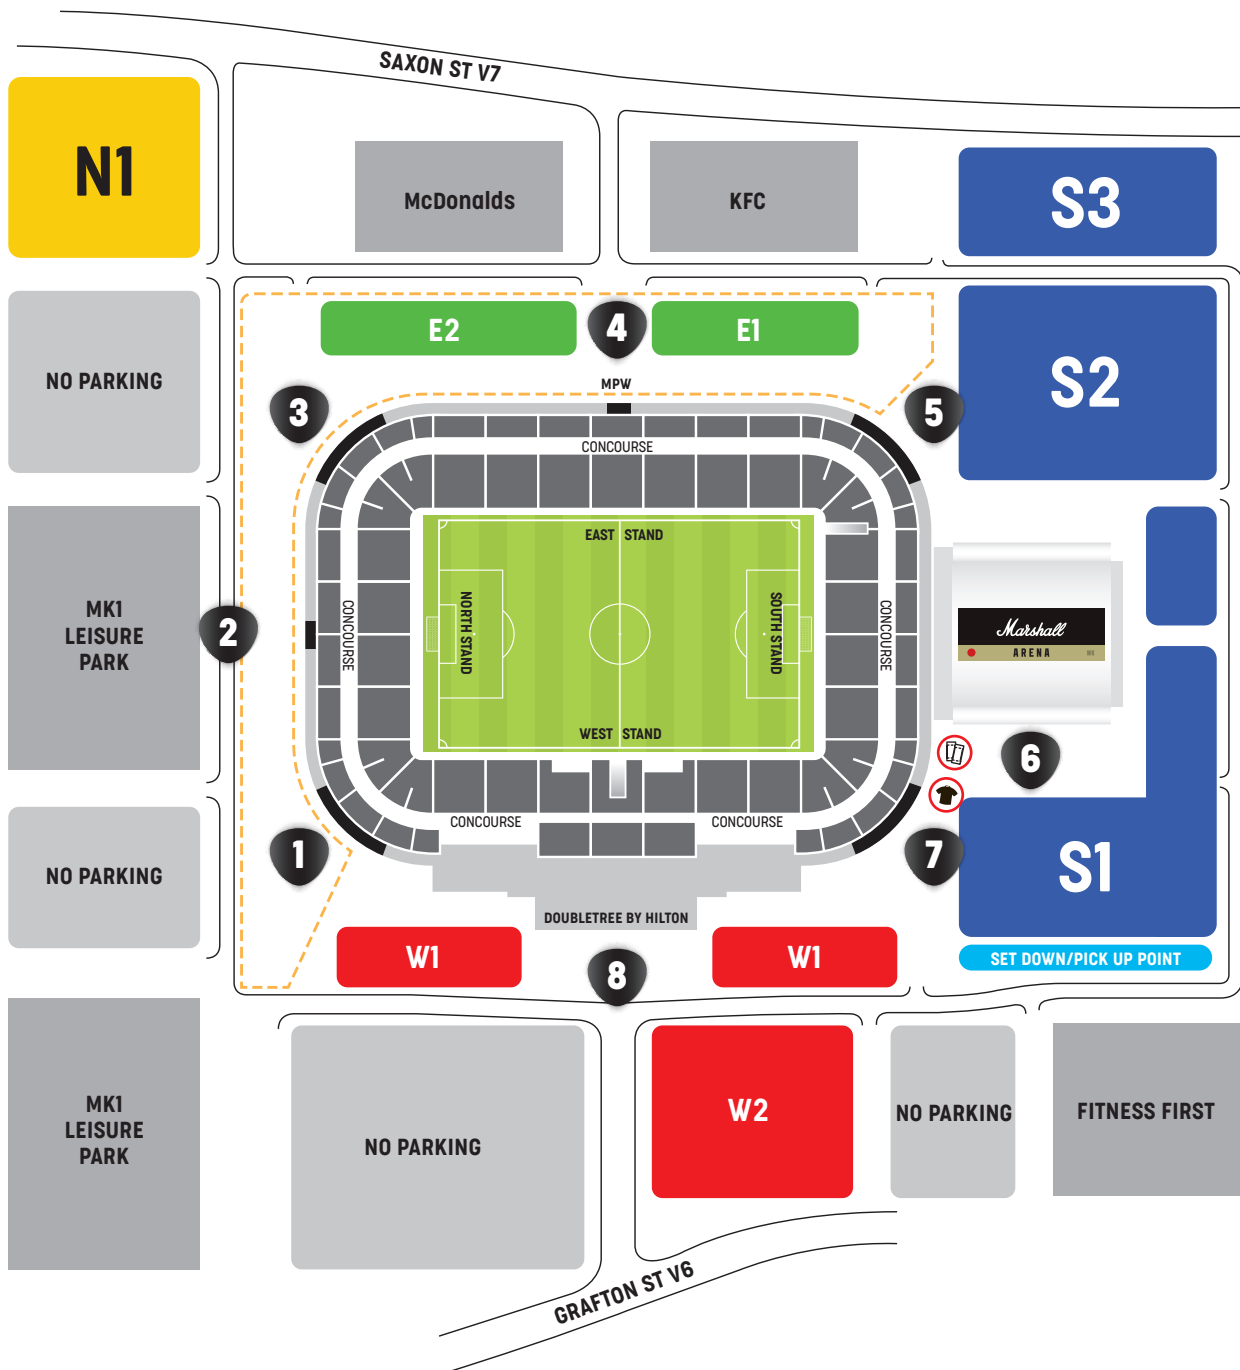 SAXON ST V7
N1
McDonalds
KFC
S3
NO PARKING
E2
4
E1
S2
MPW
3
5
CONCOURSE
EAST STAND
MK1
LEISURE
PARK
2
CONCOURSE
NORTH STAND
SOUTH STAND
CONCOURSE
Marshall
ARENA
MK
WEST STAND
6
NO PARKING
1
CONCOURSE
CONCOURSE
7
S1
DOUBLETREE BY HILTON
W1
8
W1
SET DOWN/PICK UP POINT
MK1
LEISURE
PARK
NO PARKING
W2
NO PARKING
FITNESS FIRST
GRAFTON ST V6